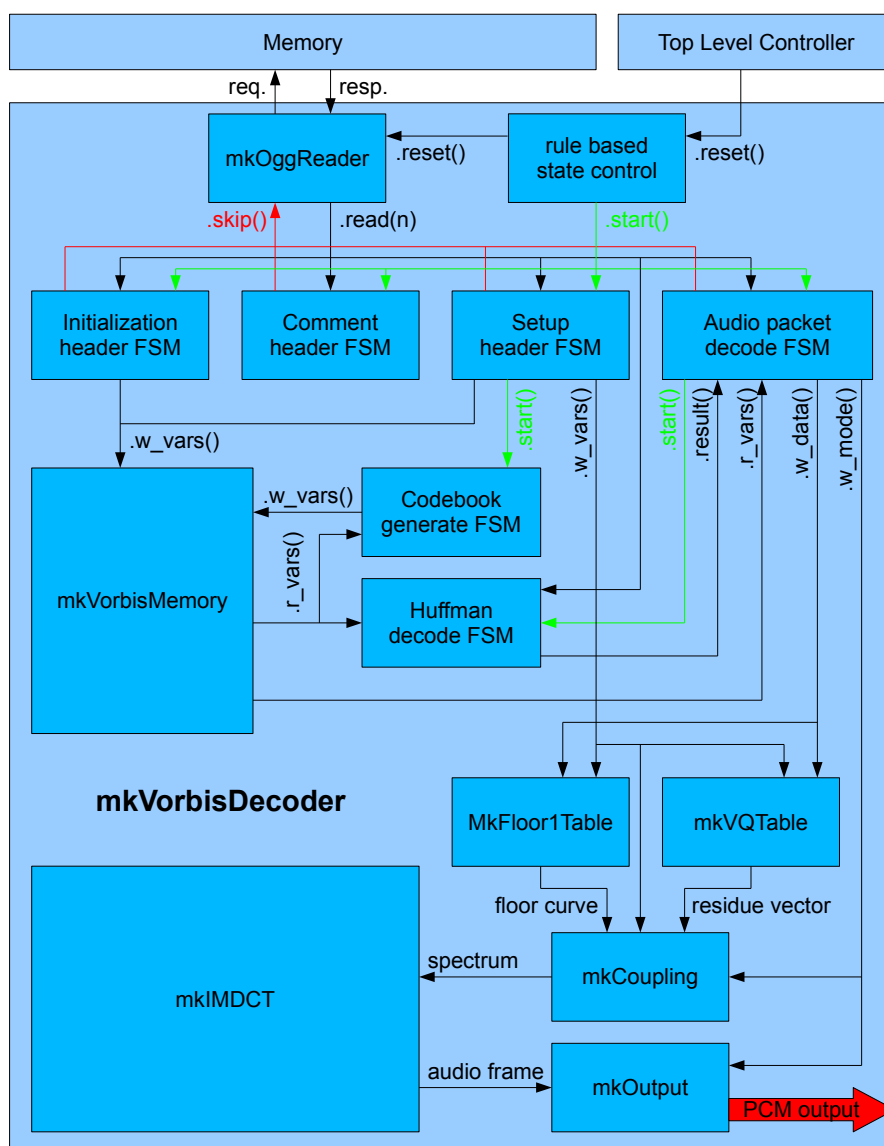 Memory
Top Level Controller
req.
resp.
mkOggReader
rule based
state control
.reset()
.reset()
.skip()
.read(n)
.start()
Initialization
header FSM
Comment
header FSM
Setup
header FSM
Audio packet
decode FSM
.w_vars()
.start()
.w_vars()
.start()
.result()
.r_vars()
.w_data()
.w_mode()
mkVorbisMemory
.w_vars()
Codebook
generate FSM
.r_vars()
Huffman
decode FSM
mkVorbisDecoder
MkFloor1Table
mkVQTable
floor curve
residue vector
mkIMDCT
spectrum
mkCoupling
audio frame
mkOutput
PCM output